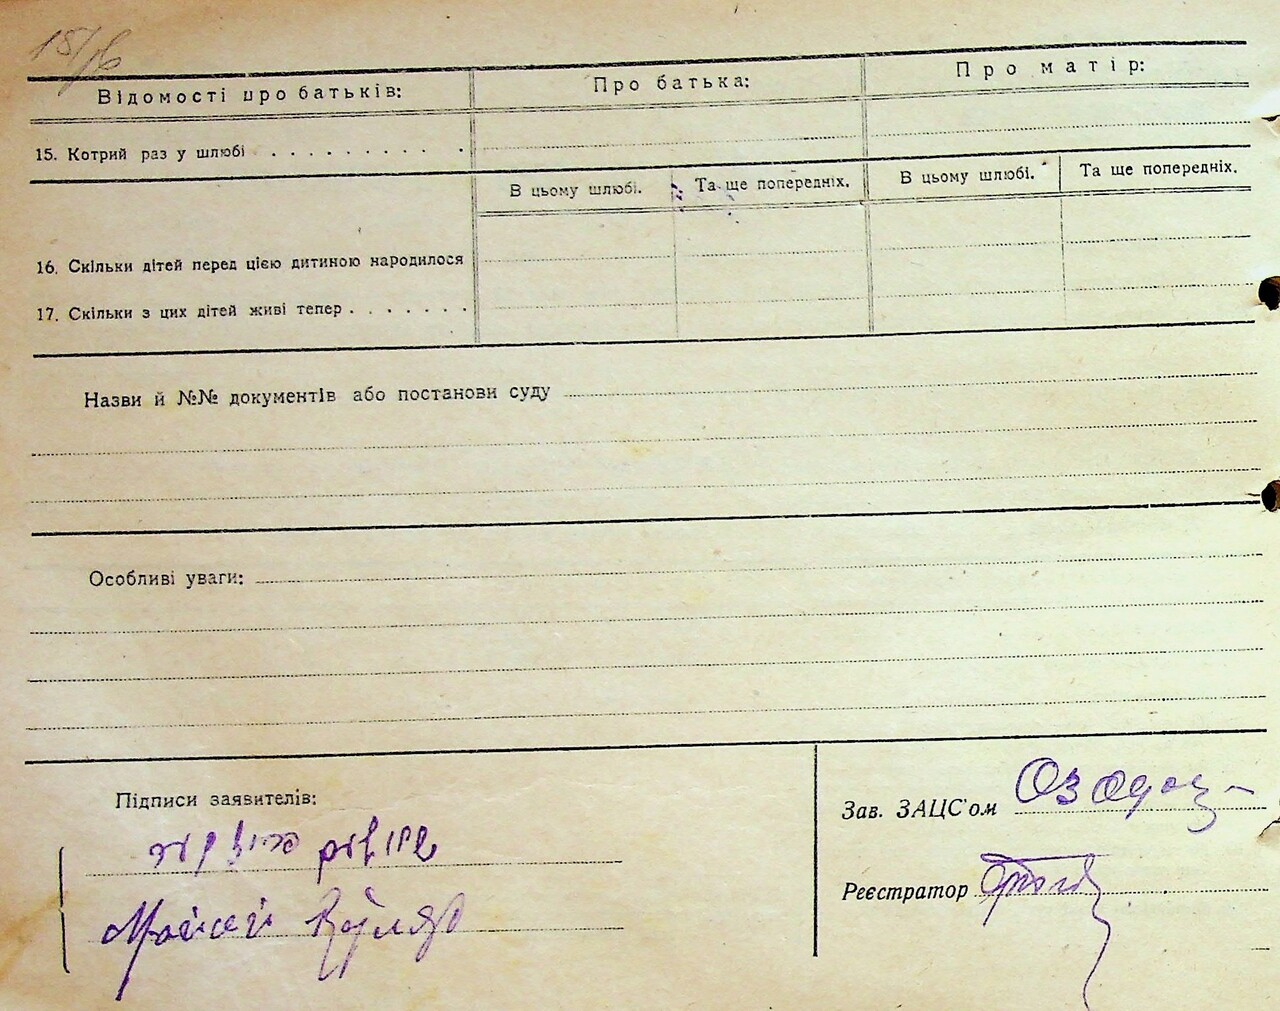 15/16
Відомості про батьків:
Про батька:
Про матір:
15. Котрий раз у шлюбі . . . . . . . . . .
В цьому шлюбі.
Та ще попередніх.
В цьому шлюбі.
Та ще попередніх.
16. Скільки дітей перед цією дитиною народилося
17. Скільки з цих дітей живі тепер . . . . . . .
Назви й №№ документів або постанови суду
Особливі уваги:
Підписи заявителів:
Зав. ЗАЦС'ом
Реєстратор